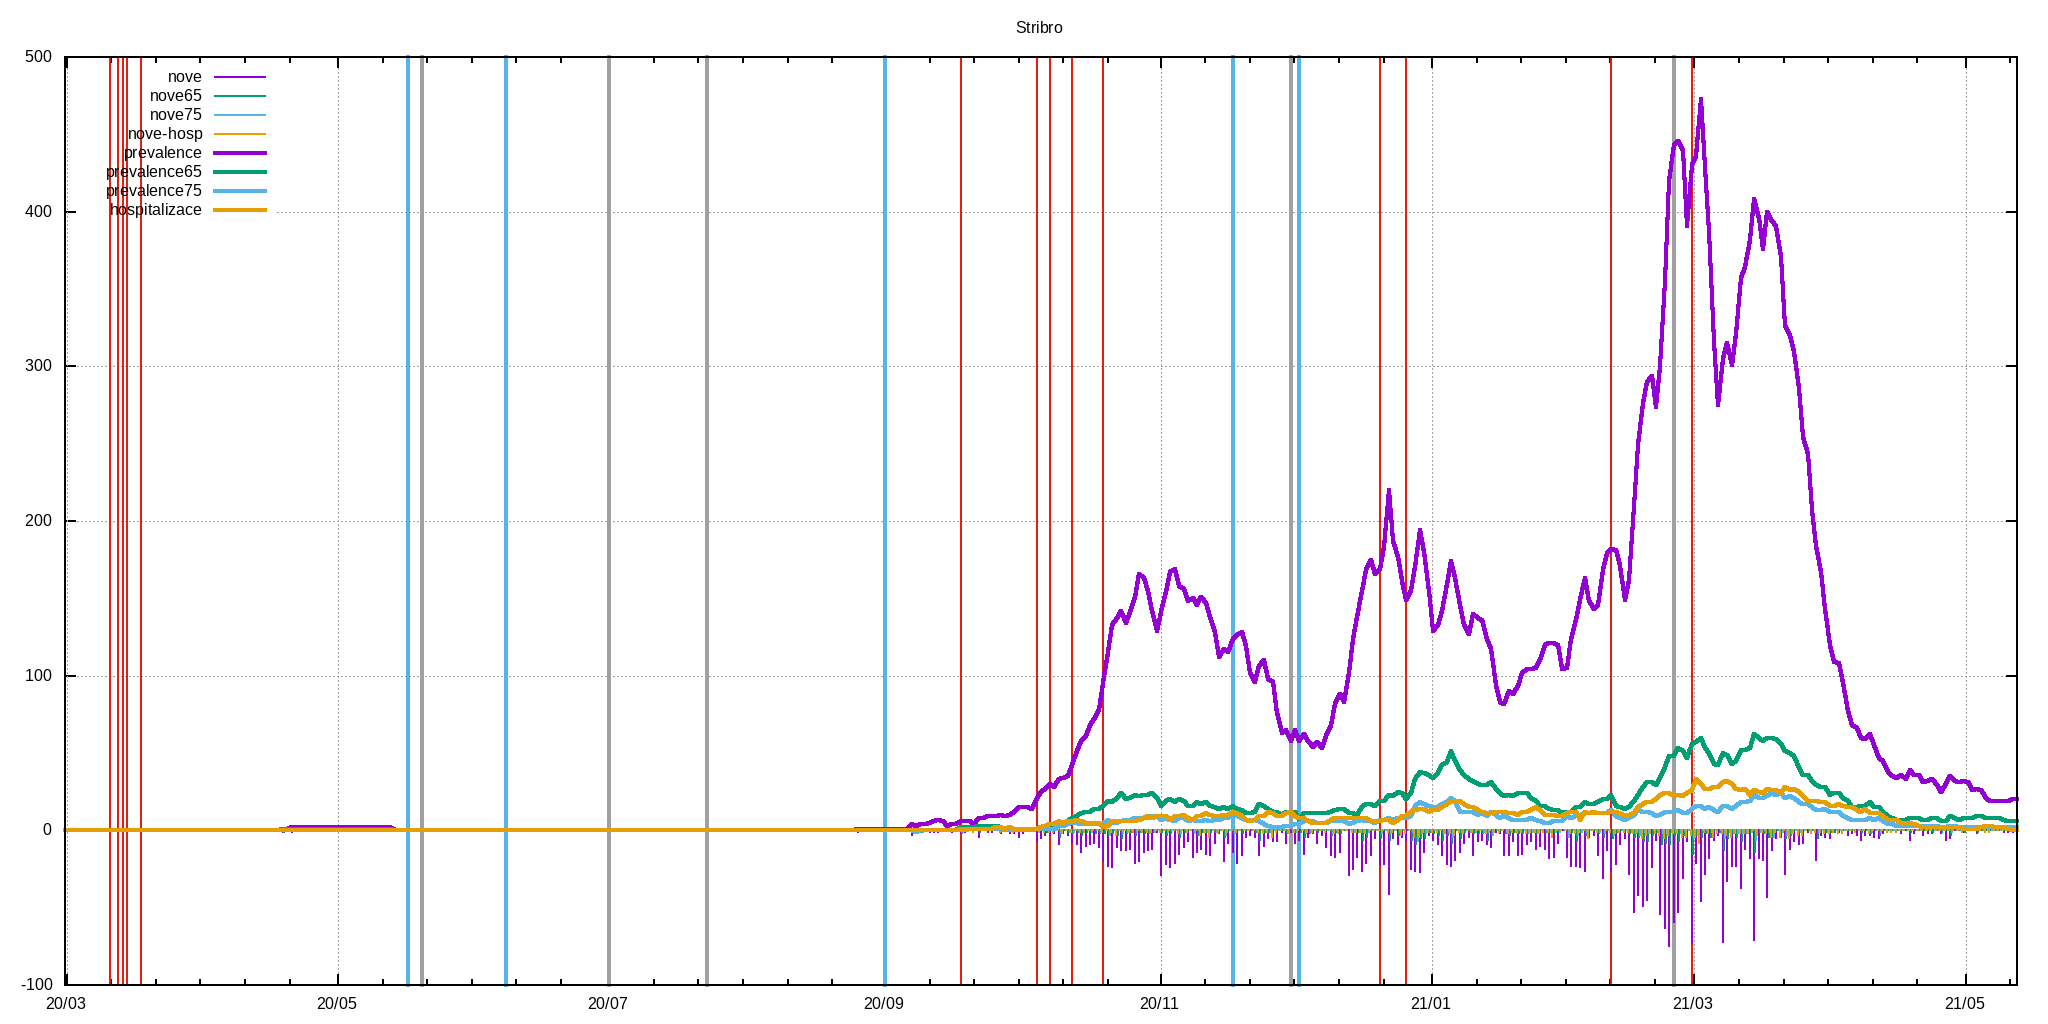 Stribro
500
nove
nove65
nove75
nove-hosp
prevalence
prevalence65
prevalence75
hospitalizace
400
300
200
100
0
-100
20/03 20/05 20/07 20/09 20/11 21/01 21/03 21/05